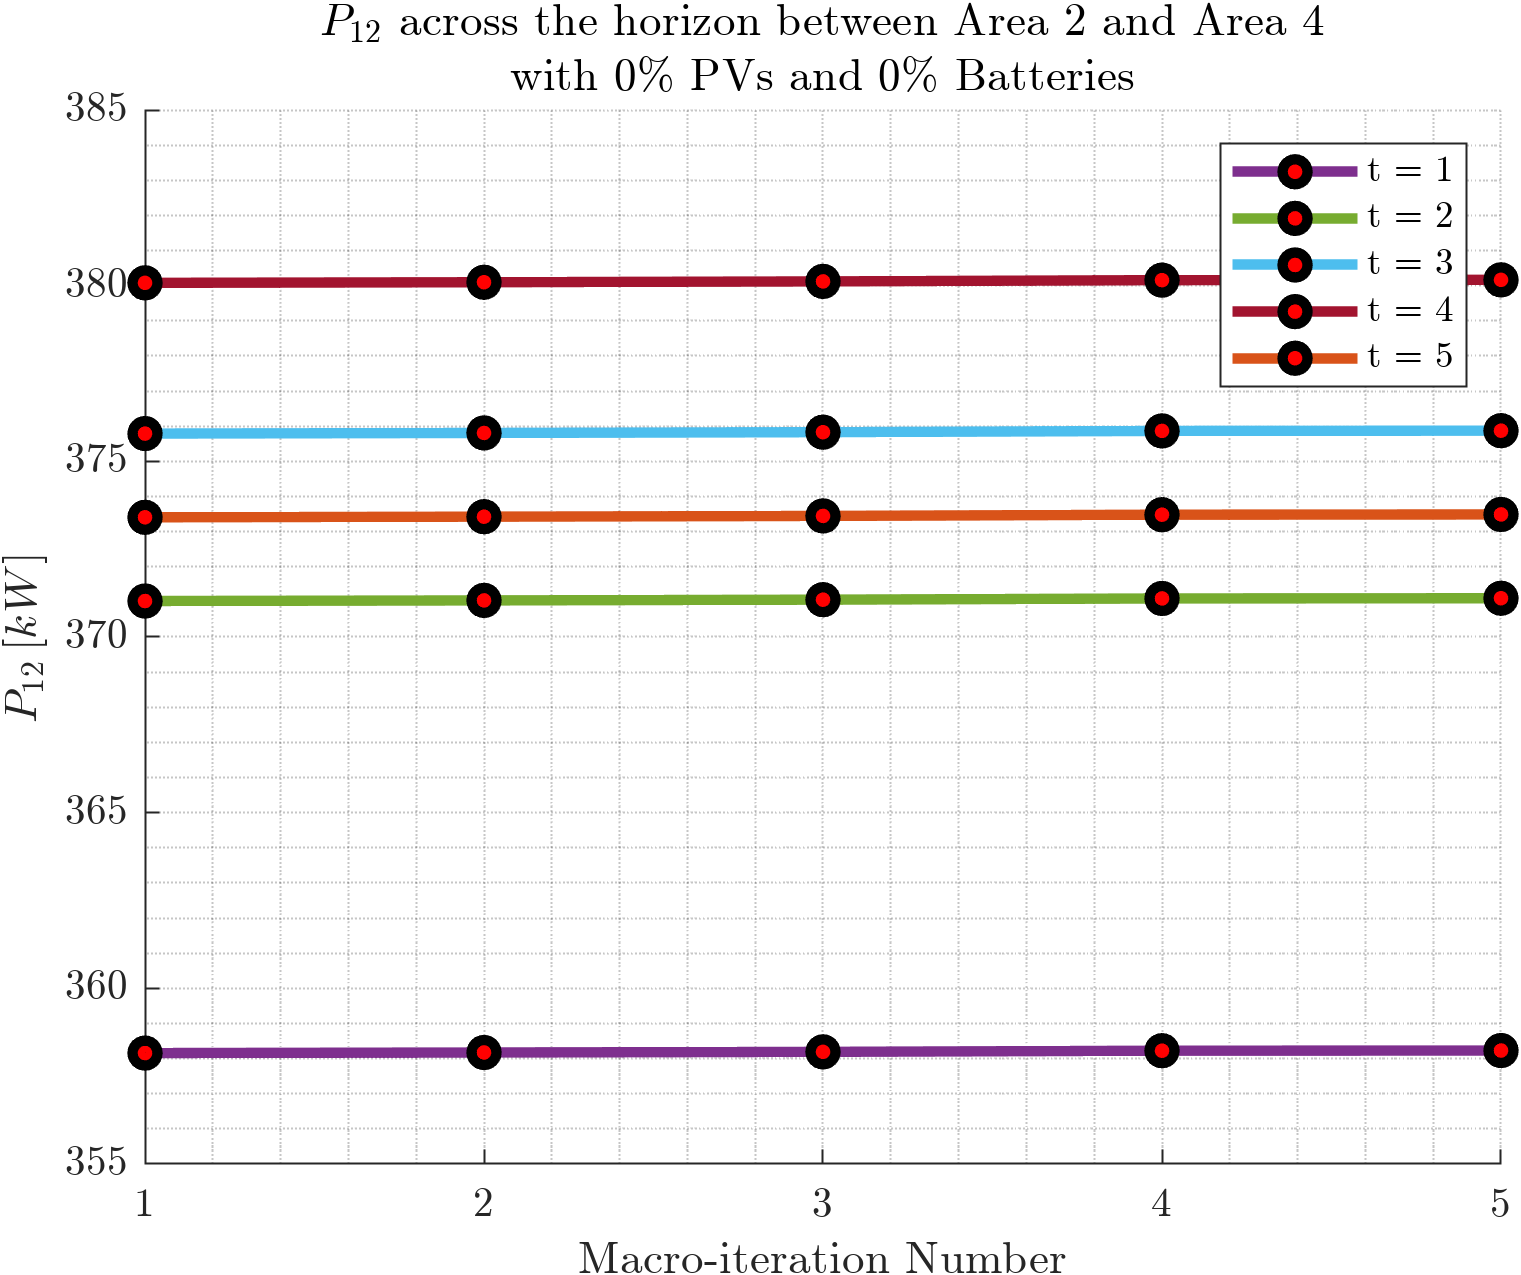 P₁₂ across the horizon between Area 2 and Area 4
with 0% PVs and 0% Batteries
385
380
375
370
365
360
355
P₁₂ [kW]
t = 1
t = 2
t = 3
t = 4
t = 5
1 2 3 4 5
Macro-iteration Number